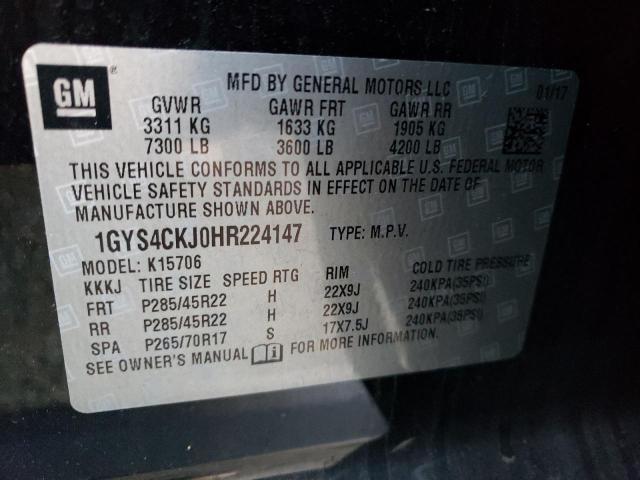 GM
MFD BY GENERAL MOTORS LLC 01/17
GVWR GAWR FRT GAWR RR
3311 KG 1633 KG 1905 KG
7300 LB 3600 LB 4200 LB
THIS VEHICLE CONFORMS TO ALL APPLICABLE U.S. FEDERAL MOTOR
VEHICLE SAFETY STANDARDS IN EFFECT ON THE DATE OF
MANUFACTURE SHOWN ABOVE.
1GYS4CKJ0HR224147 TYPE: M.P.V.
MODEL: K15706
KKKJ TIRE SIZE SPEED RTG RIM COLD TIRE PRESSURE
FRT P285/45R22 H 22X9J 240KPA(35PSI)
RR P285/45R22 H 22X9J 240KPA(35PSI)
SPA P265/70R17 S 17X7.5J 240KPA(35PSI)
SEE OWNER'S MANUAL FOR MORE INFORMATION.